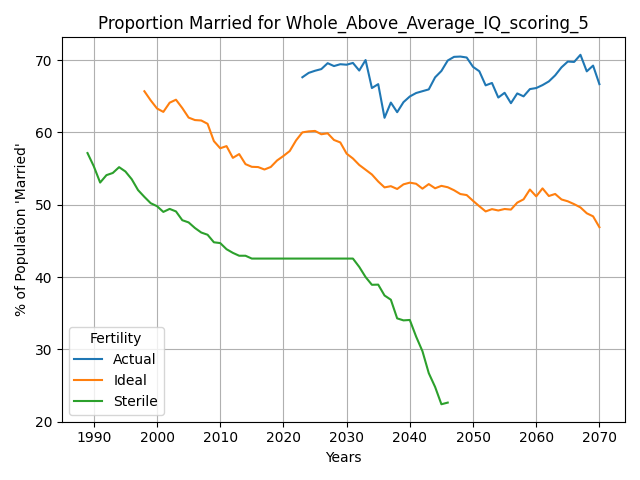 Proportion Married for Whole_Above_Average_IQ_scoring_5
% of Population 'Married'
70
60
50
40
30
20
Fertility
Actual
Ideal
Sterile
1990 2000 2010 2020 2030 2040 2050 2060 2070
Years